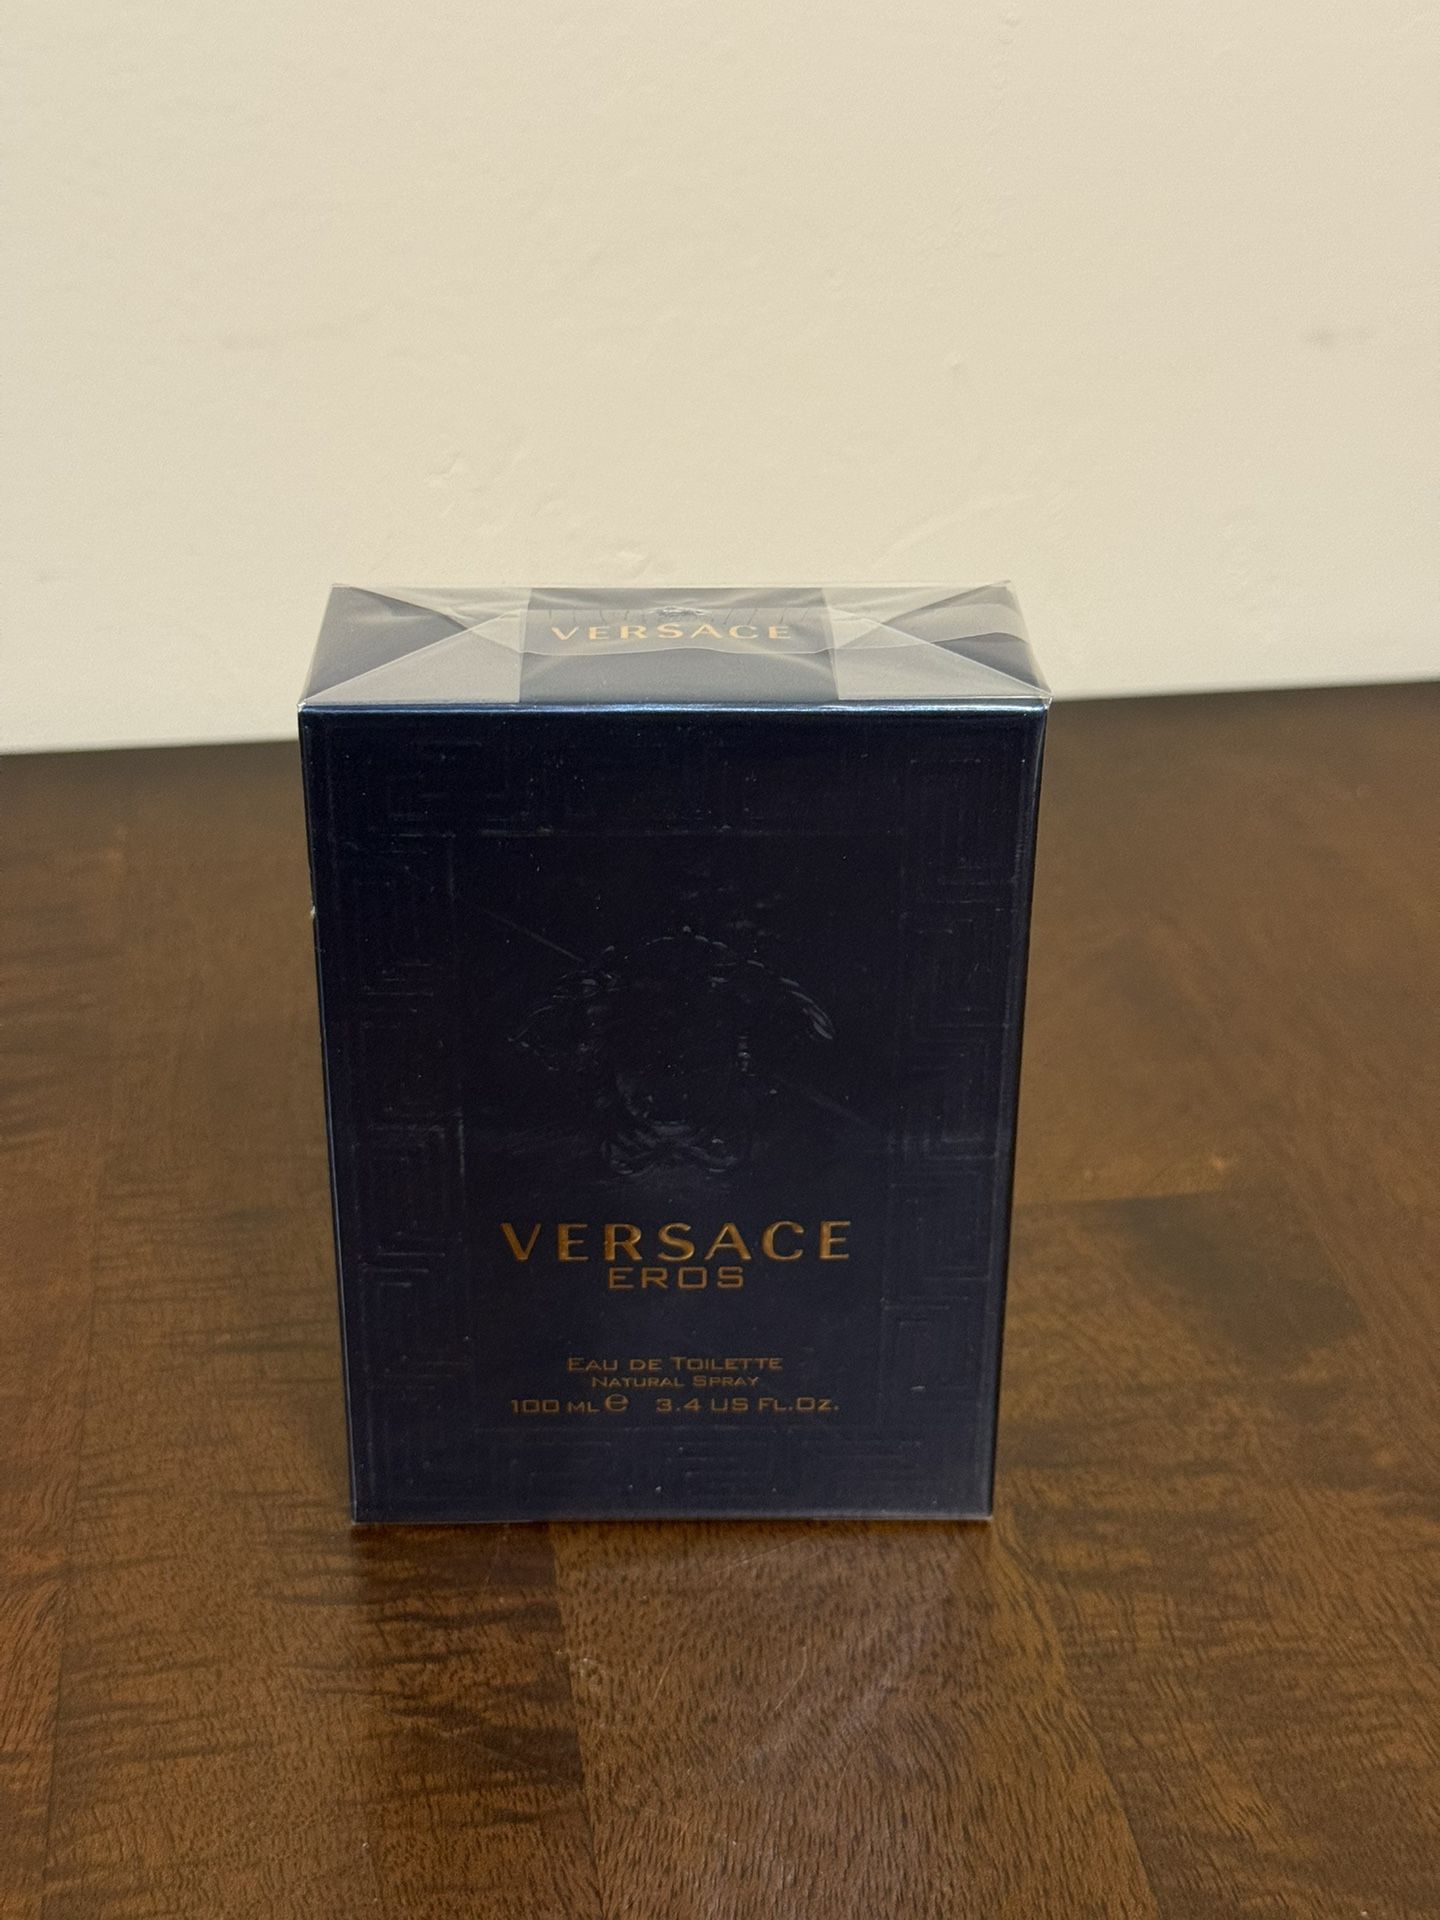 VERSACE
VERSACE
EROS
EAU DE TOILETTE
NATURAL SPRAY
100 ML e 3.4 US FL.OZ.